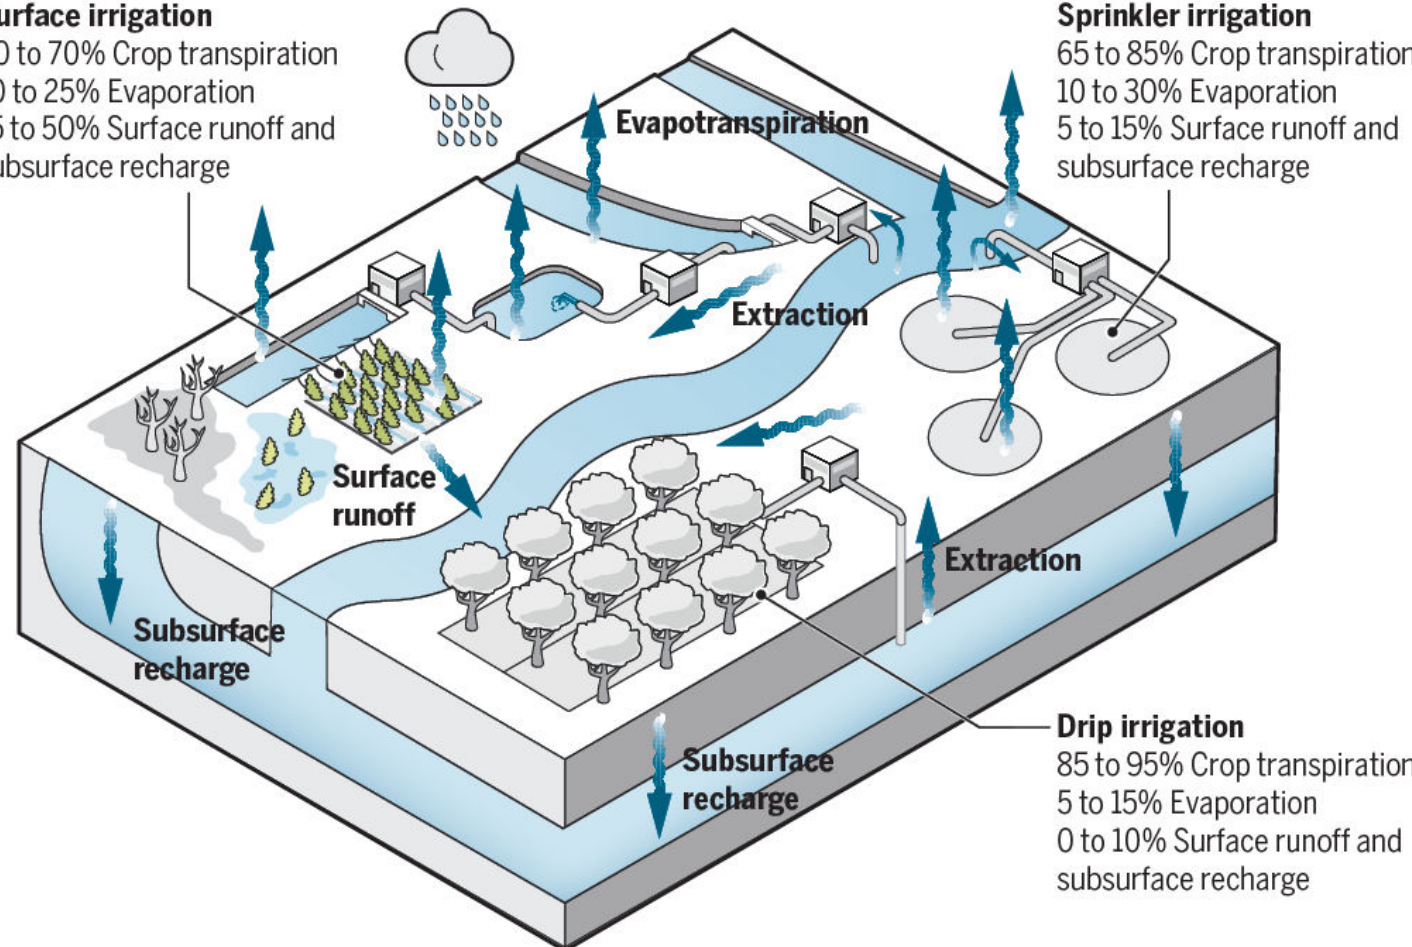 urface irrigation
0 to 70% Crop transpiration
0 to 25% Evaporation
5 to 50% Surface runoff and
ubsurface recharge
Sprinkler irrigation
65 to 85% Crop transpiration
10 to 30% Evaporation
5 to 15% Surface runoff and
subsurface recharge
Evapotranspiration
Extraction
Surface
runoff
Extraction
Subsurface
recharge
Subsurface
recharge
Drip irrigation
85 to 95% Crop transpiration
5 to 15% Evaporation
0 to 10% Surface runoff and
subsurface recharge